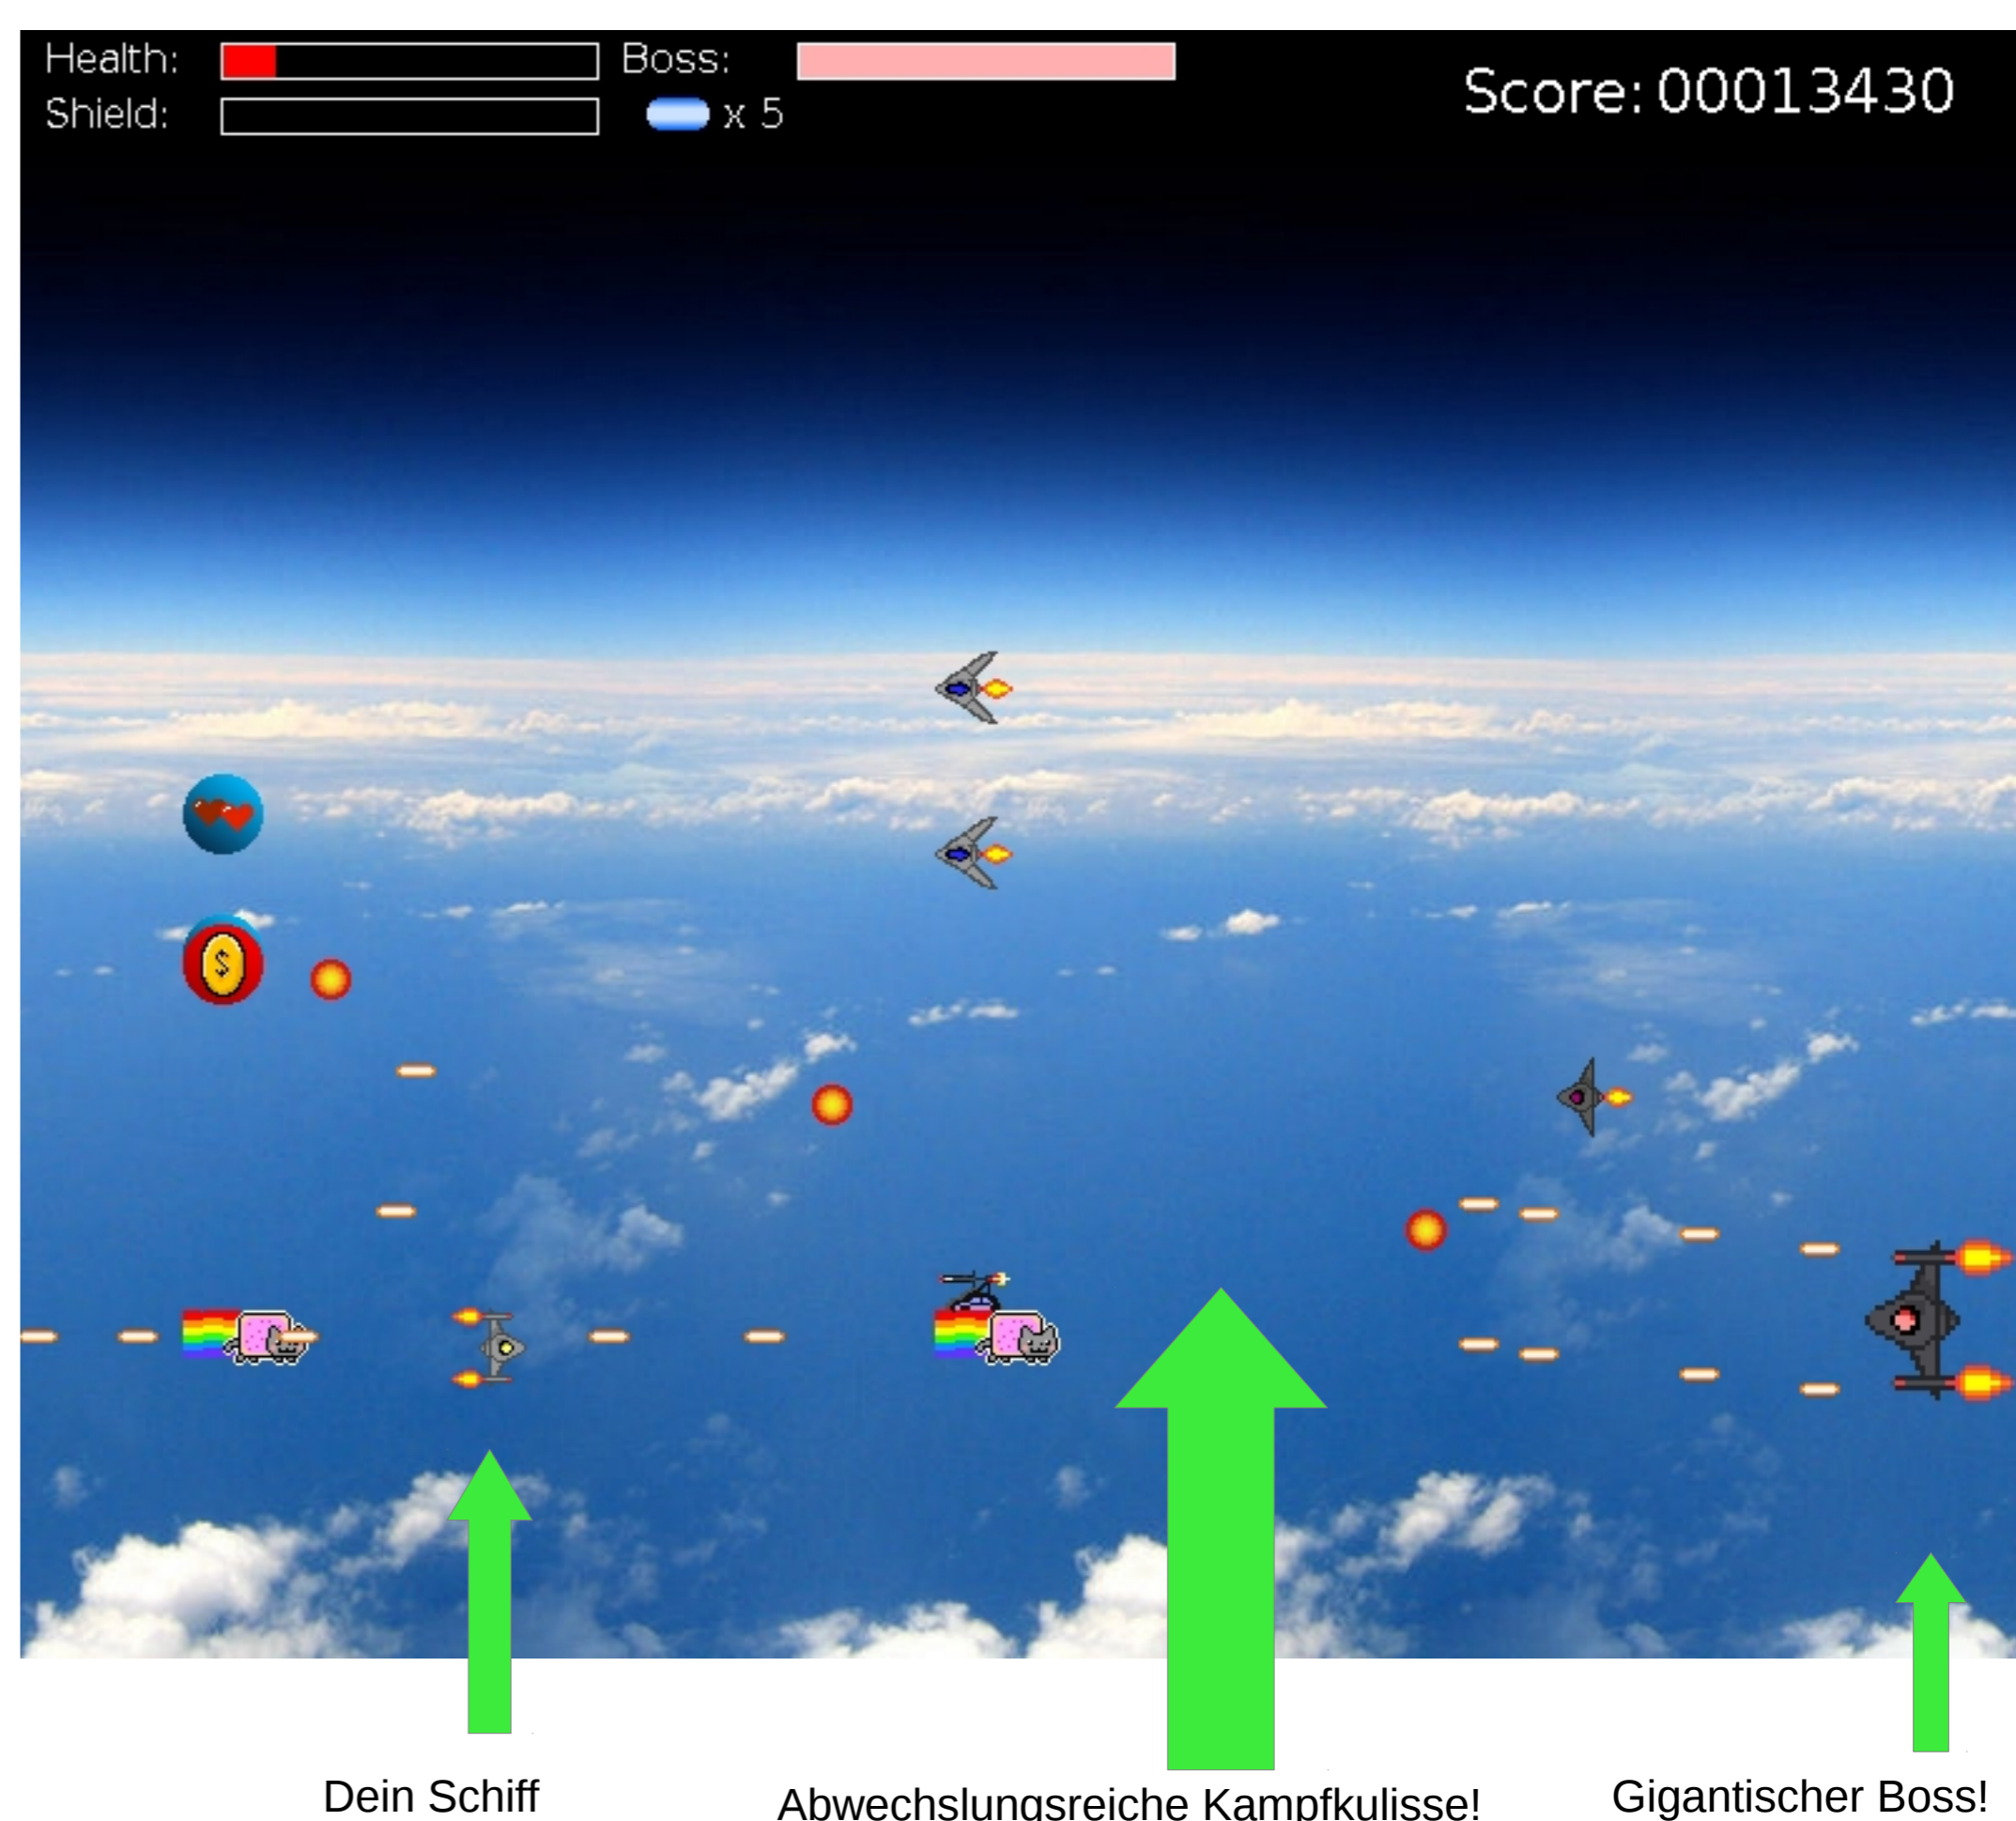 Health: Boss:
Score: 00013430
Shield: x 5
$
Dein Schiff
Abwechslungsreiche Kampfkulisse!
Gigantischer Boss!